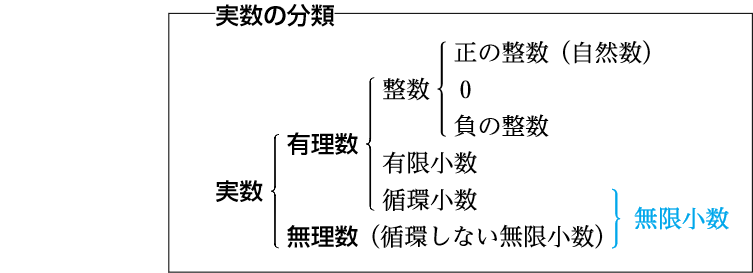 実数の分類
正の整数（自然数）
整数
0
負の整数
有理数
有限小数
実数
循環小数
無限小数
無理数（循環しない無限小数）